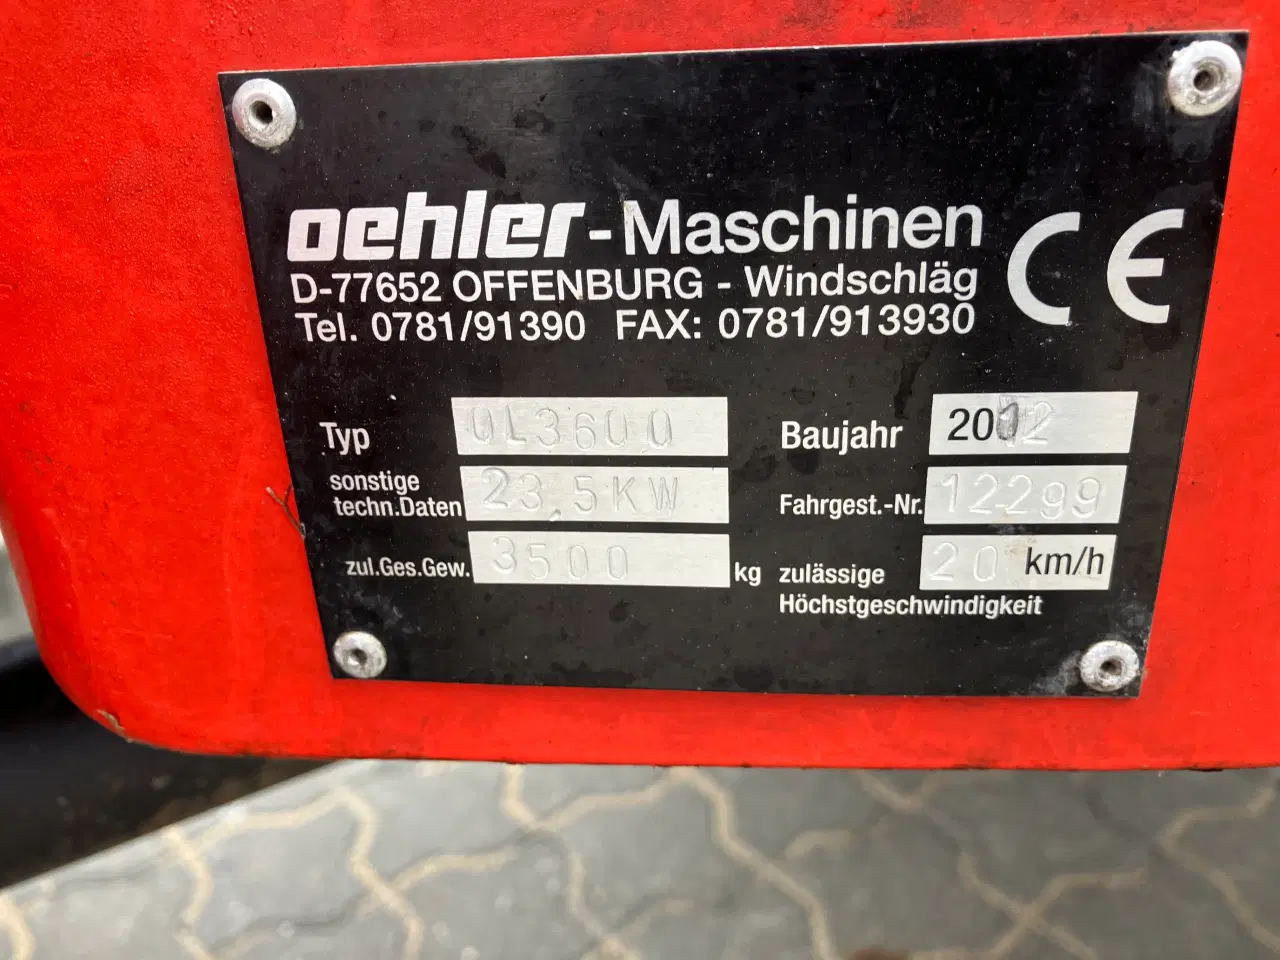 oehler-Maschinen CE
D-77652 OFFENBURG - Windschläg
Tel. 0781/91390 FAX: 0781/913930
Typ OL3600 Baujahr 2012
sonstige
techn.Daten 23,5KW Fahrgest.-Nr. 12299
zul.Ges.Gew. 3500 kg zulässige 20 km/h
Höchstgeschwindigkeit